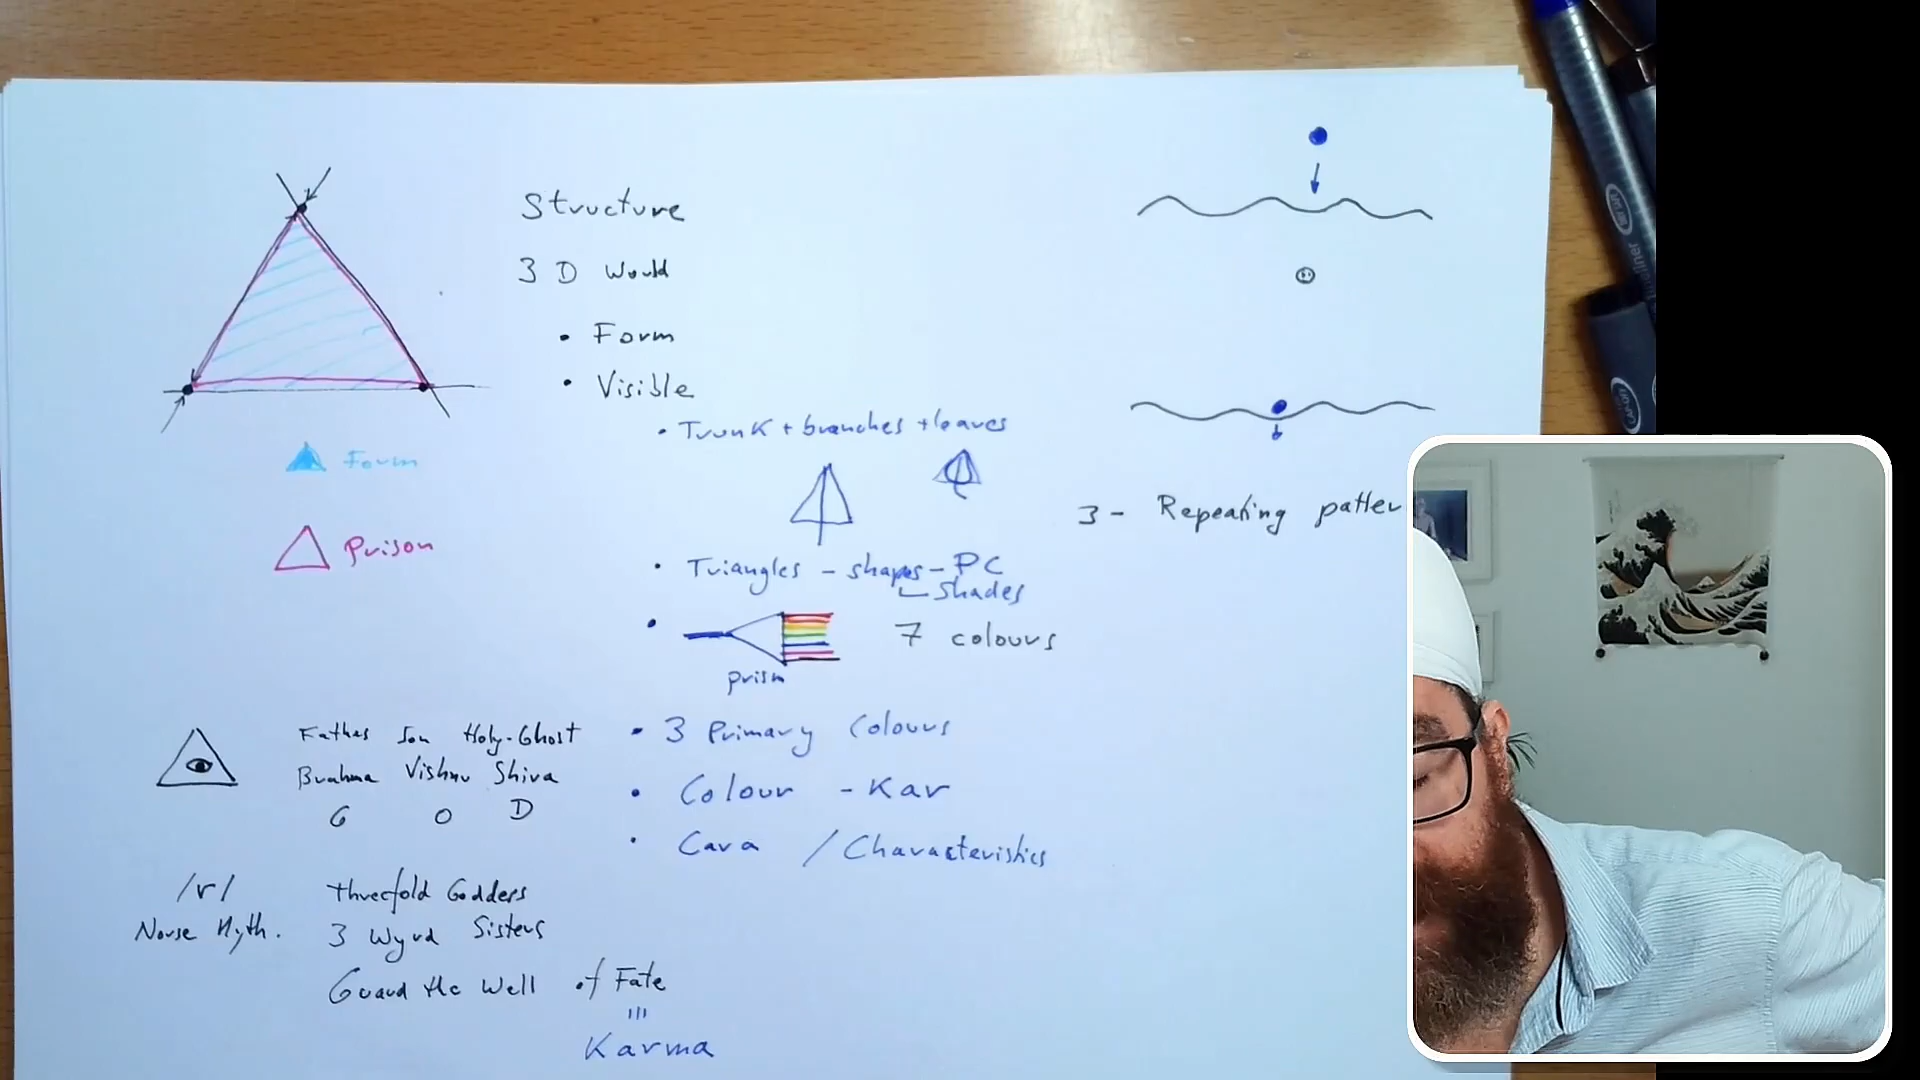 Structure
3 D World
• Form
• Visible
• Trunk + branches + leaves
Form
Prison
3 - Repeating patter
• Triangles - shapes - PC
shades
7 colours
prism
Father Son Holy-Ghost
Brahma Vishnu Shiva
G O D
• 3 Primary Colours
• Colour - Kar
• Cara / Characteristics
/r/
Norse Myth.
threefold Goddess
3 Wyrd Sisters
Guard the Well of Fate
Karma